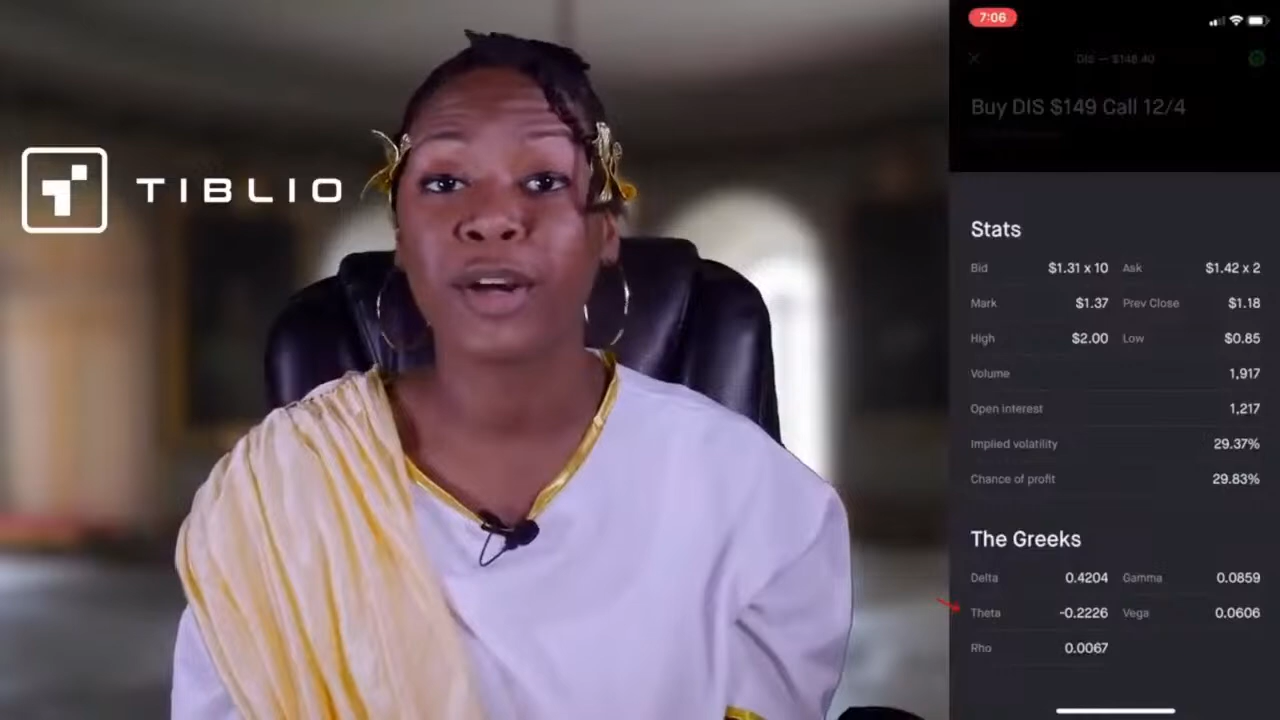 TIBLIO
7:06
DIS — $148.40
Buy DIS $149 Call 12/4
Stats
Bid $1.31 x 10 Ask $1.42 x 2
Mark $1.37 Prev Close $1.18
High $2.00 Low $0.85
Volume 1,917
Open interest 1,217
Implied volatility 29.37%
Chance of profit 29.83%
The Greeks
Delta 0.4204 Gamma 0.0859
Theta -0.2226 Vega 0.0606
Rho 0.0067